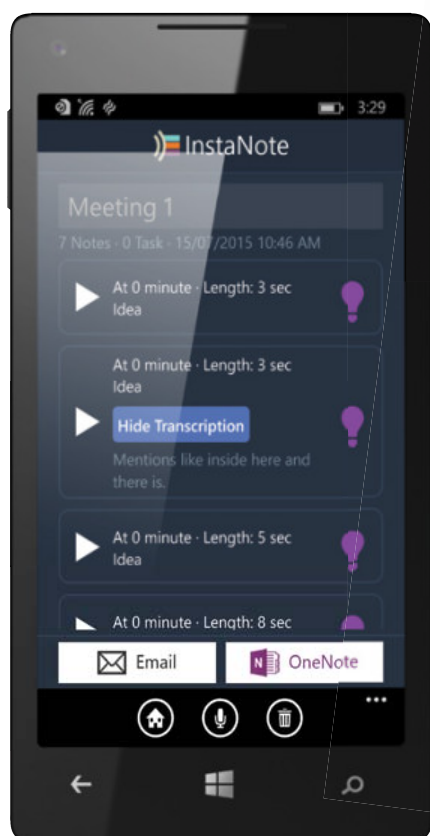 3:29
InstaNote
Meeting 1
7 Notes · 0 Task · 15/07/2015 10:46 AM
At 0 minute · Length: 3 sec
Idea
At 0 minute · Length: 3 sec
Idea
Hide Transcription
Mentions like inside here and
there is.
At 0 minute · Length: 5 sec
Idea
At 0 minute · Length: 8 sec
Email
N OneNote